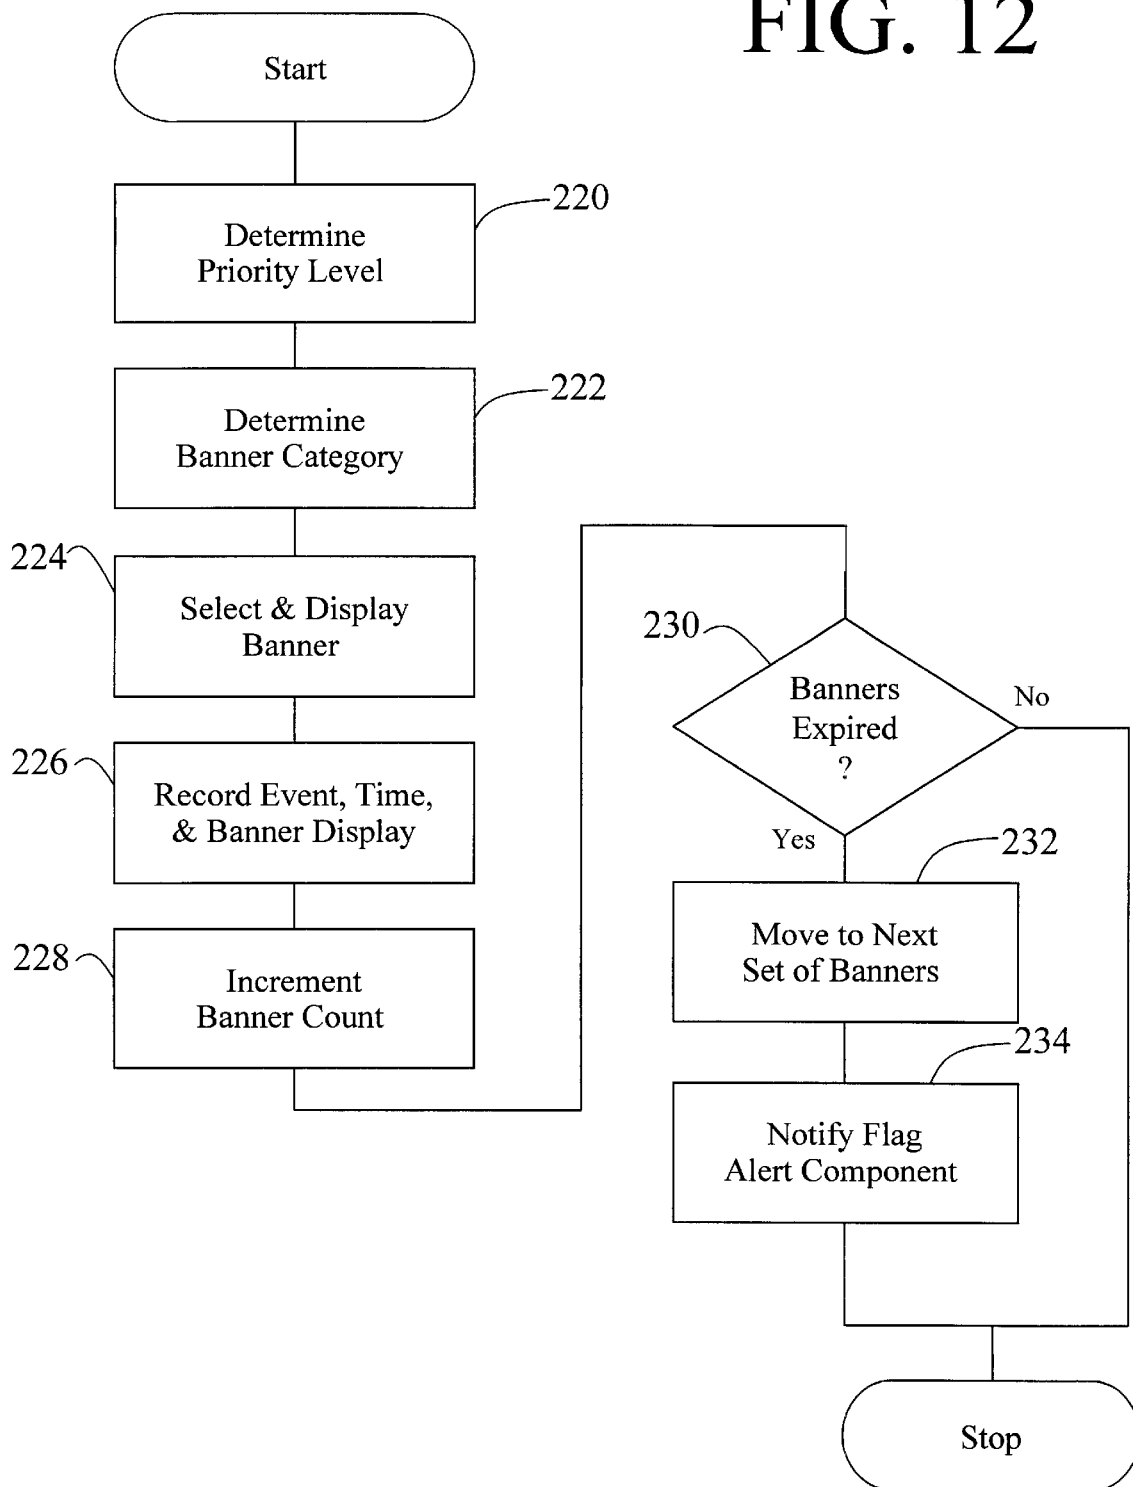 FIG. 12
Start
220
Determine
Priority Level
222
Determine
Banner Category
224
Select & Display
Banner
226
Record Event, Time,
& Banner Display
228
Increment
Banner Count
230
Banners
Expired
?
No
Yes
232
Move to Next
Set of Banners
234
Notify Flag
Alert Component
Stop